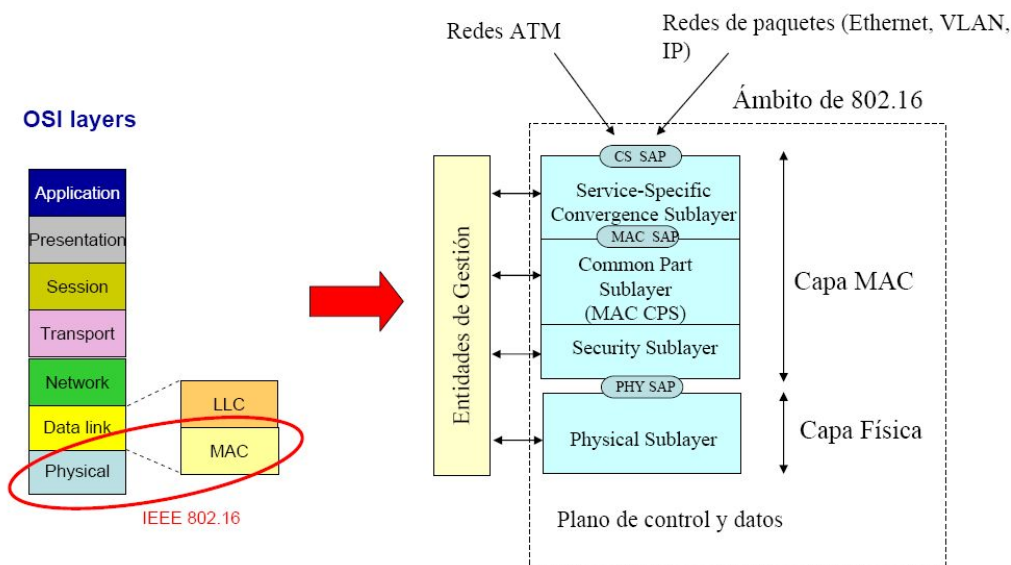 Redes ATM
Redes de paquetes (Ethernet, VLAN,
IP)
Ámbito de 802.16
OSI layers
Application
Presentation
Session
Transport
Network
Data link
Physical
LLC
MAC
IEEE 802.16
Entidades de Gestión
CS SAP
Service-Specific
Convergence Sublayer
MAC SAP
Common Part
Sublayer
(MAC CPS)
Security Sublayer
PHY SAP
Physical Sublayer
Capa MAC
Capa Física
Plano de control y datos